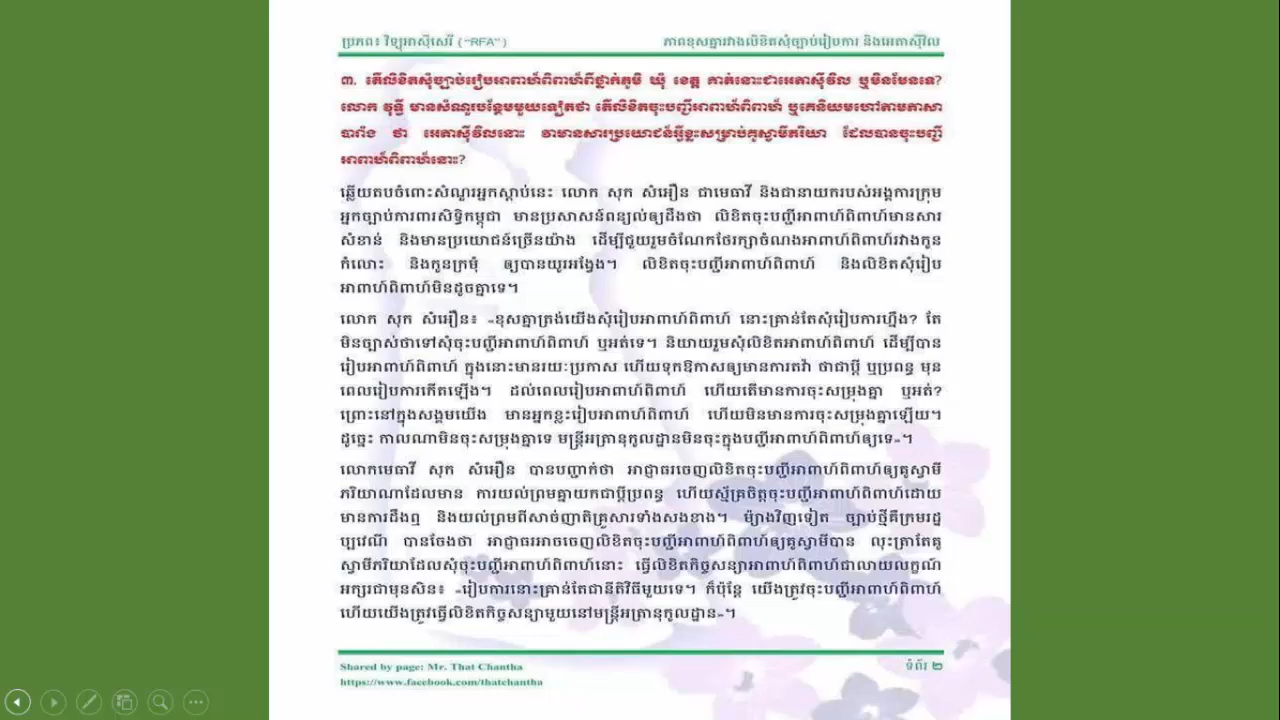 ប្រភព៖ វិទ្យុអាស៊ីសេរី (“RFA”)
ភាពខុសគ្នារវាងលិខិតសុំច្បាប់រៀបការ និងអេតាស៊ីវិល
៣. តើលិខិតសុំច្បាប់រៀបអាពាហ៍ពិពាហ៍ពីថ្នាក់ភូមិ ឃុំ ខេត្ត កាត់នោះជាអេតាស៊ីវិល ឬមិនមែនទេ?
លោក ពុទ្ធី មានសំណួរបន្ថែមមួយទៀតថា តើលិខិតចុះបញ្ជីអាពាហ៍ពិពាហ៍ ឬគេនិយមហៅតាមភាសា
បារាំង ថា អេតាស៊ីវិលនោះ វាមានសារប្រយោជន៍អ្វីខ្លះសម្រាប់គូស្វាមីភរិយា ដែលបានចុះបញ្ជី
អាពាហ៍ពិពាហ៍នោះ?
ឆ្លើយតបចំពោះសំណួរអ្នកស្តាប់នេះ លោក សុក សំអឿន ជាមេធាវី និងជានាយករបស់អង្គការក្រុម
អ្នកច្បាប់ការពារសិទ្ធិកម្ពុជា មានប្រសាសន៍ពន្យល់ឲ្យដឹងថា លិខិតចុះបញ្ជីអាពាហ៍ពិពាហ៍មានសារ
សំខាន់ និងមានប្រយោជន៍ច្រើនយ៉ាង ដើម្បីជួយរួមចំណែកថែរក្សាចំណងអាពាហ៍ពិពាហ៍រវាងកូន
កំលោះ និងកូនក្រមុំ ឲ្យបានយូរអង្វែង។ លិខិតចុះបញ្ជីអាពាហ៍ពិពាហ៍ និងលិខិតសុំរៀប
អាពាហ៍ពិពាហ៍មិនដូចគ្នាទេ។
លោក សុក សំអឿន៖ «ខុសគ្នាត្រង់យើងសុំរៀបអាពាហ៍ពិពាហ៍ នោះគ្រាន់តែសុំរៀបការហ្នឹង? តែ
មិនច្បាស់ថាទៅសុំចុះបញ្ជីអាពាហ៍ពិពាហ៍ ឬអត់ទេ។ និយាយរួមសុំលិខិតអាពាហ៍ពិពាហ៍ ដើម្បីបាន
រៀបអាពាហ៍ពិពាហ៍ ក្នុងនោះមានរយៈប្រកាស ហើយទុកឱកាសឲ្យមានការតវ៉ា ថាជាប្តី ឬប្រពន្ធ មុន
ពេលរៀបការកើតឡើង។ ដល់ពេលរៀបអាពាហ៍ពិពាហ៍ ហើយតើមានការចុះសម្រុងគ្នា ឬអត់?
ព្រោះនៅក្នុងសង្គមយើង មានអ្នកខ្លះរៀបអាពាហ៍ពិពាហ៍ ហើយមិនមានការចុះសម្រុងគ្នាឡើយ។
ដូច្នេះ កាលណាមិនចុះសម្រុងគ្នាទេ មន្ត្រីអត្រានុកូលដ្ឋានមិនចុះក្នុងបញ្ជីអាពាហ៍ពិពាហ៍ឲ្យទេ»។
លោកមេធាវី សុក សំអឿន បានបញ្ជាក់ថា អាជ្ញាធរចេញលិខិតចុះបញ្ជីអាពាហ៍ពិពាហ៍ឲ្យគូស្វាមី
ភរិយាណាដែលមាន ការយល់ព្រមគ្នាយកជាប្តីប្រពន្ធ ហើយស្ម័គ្រចិត្តចុះបញ្ជីអាពាហ៍ពិពាហ៍ដោយ
មានការដឹងឮ និងយល់ព្រមពីសាច់ញាតិគ្រួសារទាំងសងខាង។ ម៉្យាងវិញទៀត ច្បាប់ថ្មីគឺក្រមរដ្ឋ
ប្បវេណី បានចែងថា អាជ្ញាធរអាចចេញលិខិតចុះបញ្ជីអាពាហ៍ពិពាហ៍ឲ្យគូស្វាមីបាន លុះត្រាតែគូ
ស្វាមីភរិយាដែលសុំចុះបញ្ជីអាពាហ៍ពិពាហ៍នោះ ធ្វើលិខិតកិច្ចសន្យាអាពាហ៍ពិពាហ៍ជាលាយលក្ខណ៍
អក្សរជាមុនសិន៖ «រៀបការនោះគ្រាន់តែជានីតិវិធីមួយទេ។ ក៏ប៉ុន្តែ យើងត្រូវចុះបញ្ជីអាពាហ៍ពិពាហ៍
ហើយយើងត្រូវធ្វើលិខិតកិច្ចសន្យាមួយនៅមន្ត្រីអត្រានុកូលដ្ឋាន»។
Shared by page: Mr. That Chantha
ទំព័រ ២
https://www.facebook.com/thatchantha